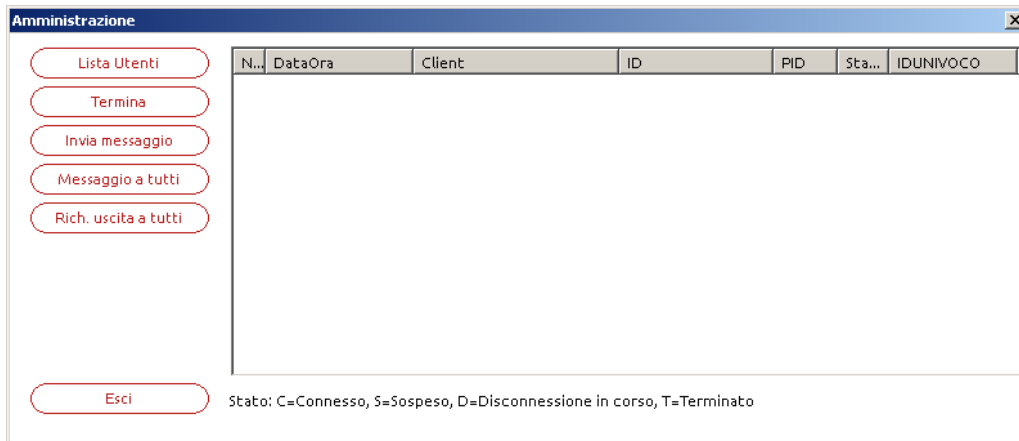 Amministrazione
Lista Utenti
Termina
Invia messaggio
Messaggio a tutti
Rich. uscita a tutti
Esci
N... DataOra Client ID PID Sta... IDUNIVOCO
Stato: C=Connesso, S=Sospeso, D=Disconnessione in corso, T=Terminato